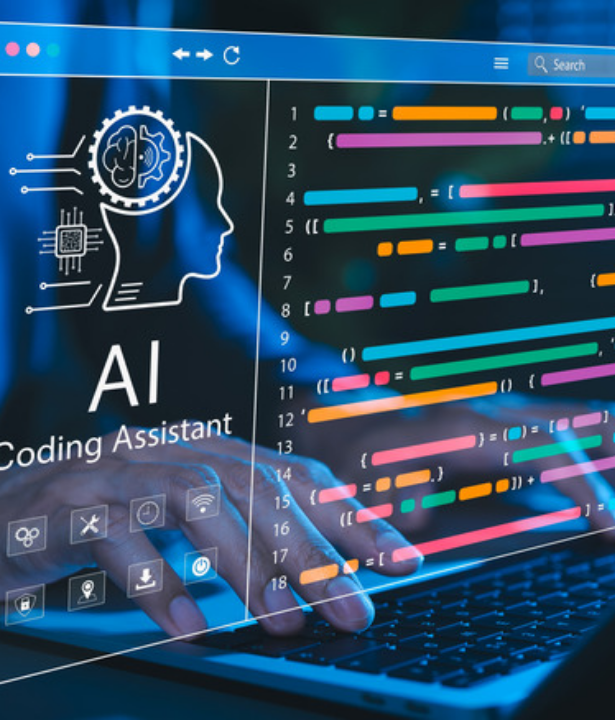 Search
AI
Coding Assistant
1 = ( , ) '
2 { .+ ([
3
4 , = [
5 ([ ]
6 = [
7
8 [ ], {
9
10 () , '
11 ([ =
12 ' () {
13
14 { } = ( ) = [ ]
15 { = .} [
16 ([ ]) +
17
18 = [ ] =